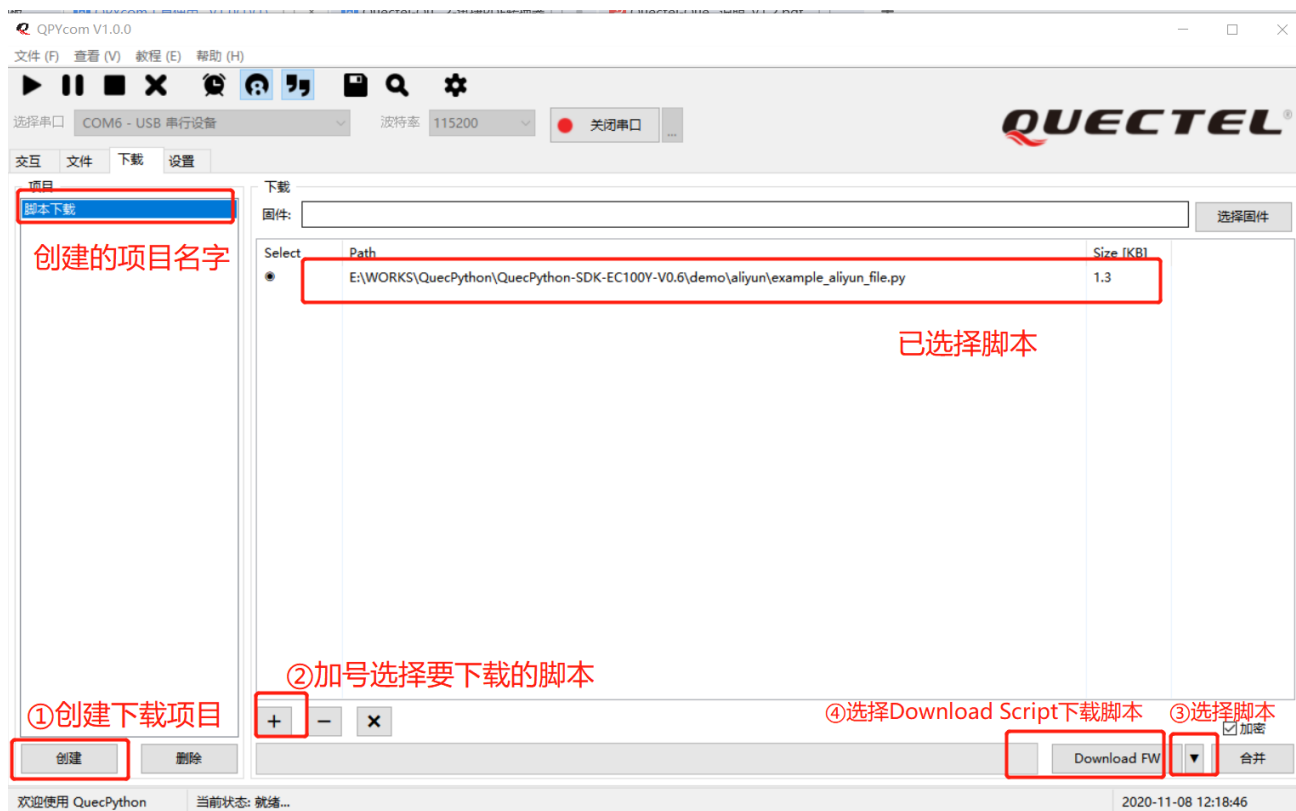 QPYcom V1.0.0
文件 (F) 查看 (V) 教程 (E) 帮助 (H)
选择串口 COM6 - USB 串行设备 波特率 115200 关闭串口 ...
QUECTEL®
交互 文件 下载 设置
项目
脚本下载
创建的项目名字
下载
固件: 选择固件
Select Path Size [KB]
E:\WORKS\QuecPython\QuecPython-SDK-EC100Y-V0.6\demo\aliyun\example_aliyun_file.py 1.3
已选择脚本
②加号选择要下载的脚本
①创建下载项目
④选择Download Script下载脚本 ③选择脚本
加密
创建 删除 Download FW 合并
欢迎使用 QuecPython 当前状态: 就绪... 2020-11-08 12:18:46